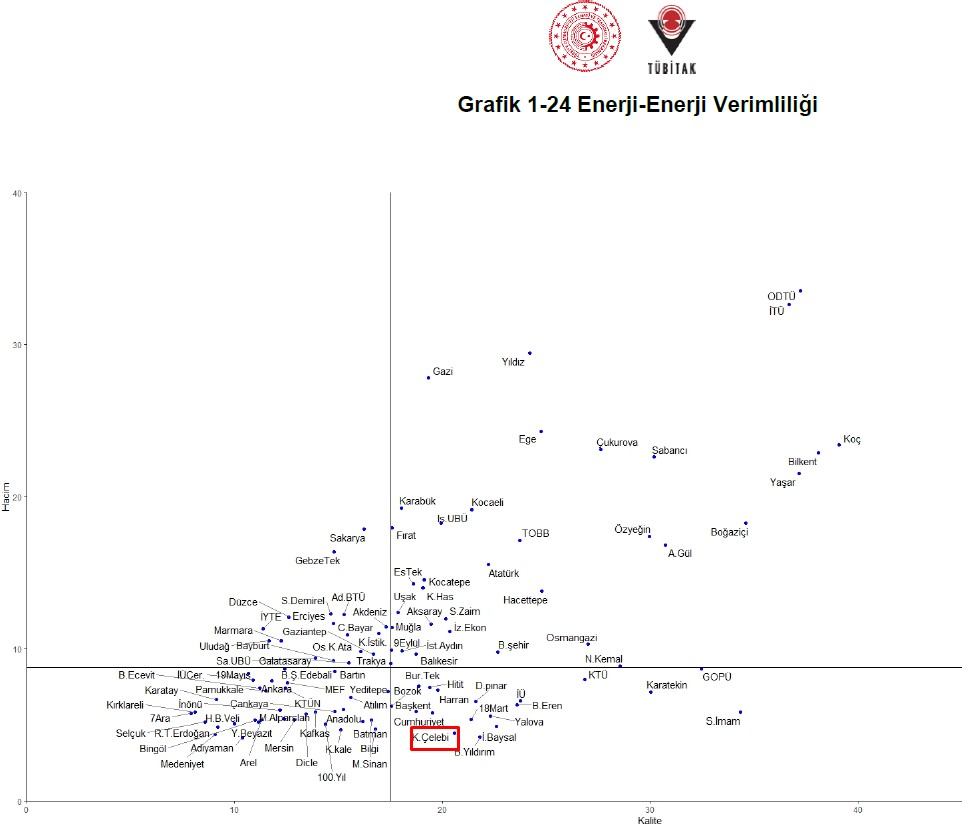 TÜBİTAK
Grafik 1-24 Enerji-Enerji Verimliliği
40
ODTÜ
İTÜ
30
Yıldız
Gazi
Ege
Çukurova
Koç
Sabancı
Bilkent
Yaşar
Hacim
20
Karabük
Kocaeli
Is.UBÜ
Sakarya
Fırat
TOBB
Özyeğin
Boğaziçi
A.Gül
GebzeTek
EsTek
Kocatepe
Atatürk
Uşak
K.Has
Hacettepe
Düzce
S.Demirel
Ad.BTÜ
Akdeniz
Aksaray
S.Zaim
İYTE
Erciyes
Marmara
Gaziantep
C.Bayar
Muğla
İz.Ekon
Uludağ
Bayburt
Os.K.Ata
K.İstik.
9Eylül
İst.Aydın
B.şehir
Osmangazi
10
Sa.UBÜ
Galatasaray
Trakya
Balıkesir
N.Kemal
B.Ecevit
İÜCer
19Mayıs
B.Ş.Edebali
Bartın
Bur.Tek
KTÜ
GOPÜ
Karatay
Pamukkale
Ankara
MEF
Yeditepe
Bozok
Hitit
D.pınar
Karatekin
Kırklareli
İnönü
Çankaya
KTÜN
Atılım
Başkent
Harran
18Mart
İÜ
B.Eren
7Ara
H.B.Veli
M.Alparslan
Anadolu
Cumhuriyet
Yalova
S.İmam
Selçuk
R.T.Erdoğan
Y.Beyazıt
Kafkas
Batman
K.Çelebi
İ.Baysal
Bingöl
Adıyaman
Mersin
K.kale
Bilgi
B.Yıldırım
Medeniyet
Arel
Dicle
M.Sinan
100.Yıl
0
0
10
20
30
40
Kalite